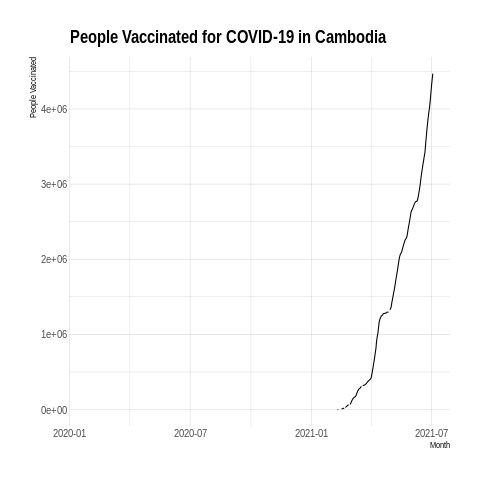 People Vaccinated for COVID-19 in Cambodia
People Vaccinated
4e+06
3e+06
2e+06
1e+06
0e+00
2020-01 2020-07 2021-01 2021-07
Month